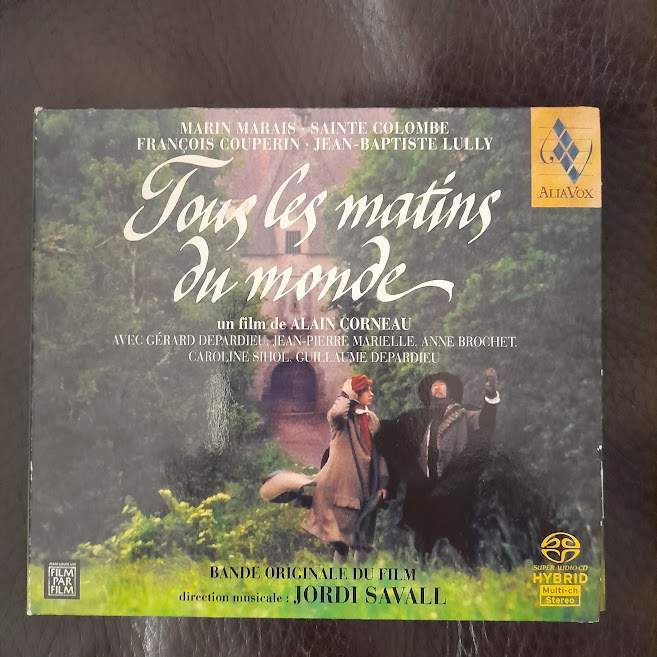 MARIN MARAIS · SAINTE COLOMBE
FRANÇOIS COUPERIN · JEAN-BAPTISTE LULLY
ALIAVOX
Tous les matins
du monde
un film de ALAIN CORNEAU
AVEC GÉRARD DEPARDIEU, JEAN-PIERRE MARIELLE, ANNE BROCHET,
CAROLINE SIHOL, GUILLAUME DEPARDIEU
FILM
PAR
FILM
BANDE ORIGINALE DU FILM
direction musicale : JORDI SAVALL
SUPER AUDIO CD
HYBRID
Multi-ch
Stereo